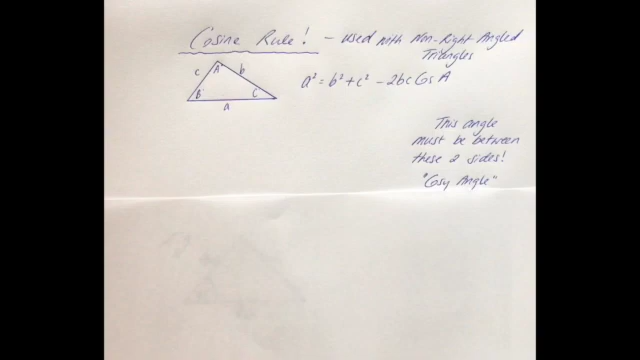 Cosine Rule! - used with Non-Right Angled
Triangles
c A b
B C
a
a² = b² + c² - 2bc Cos A
This angle
must be between
these 2 sides!
"Cosy Angle"